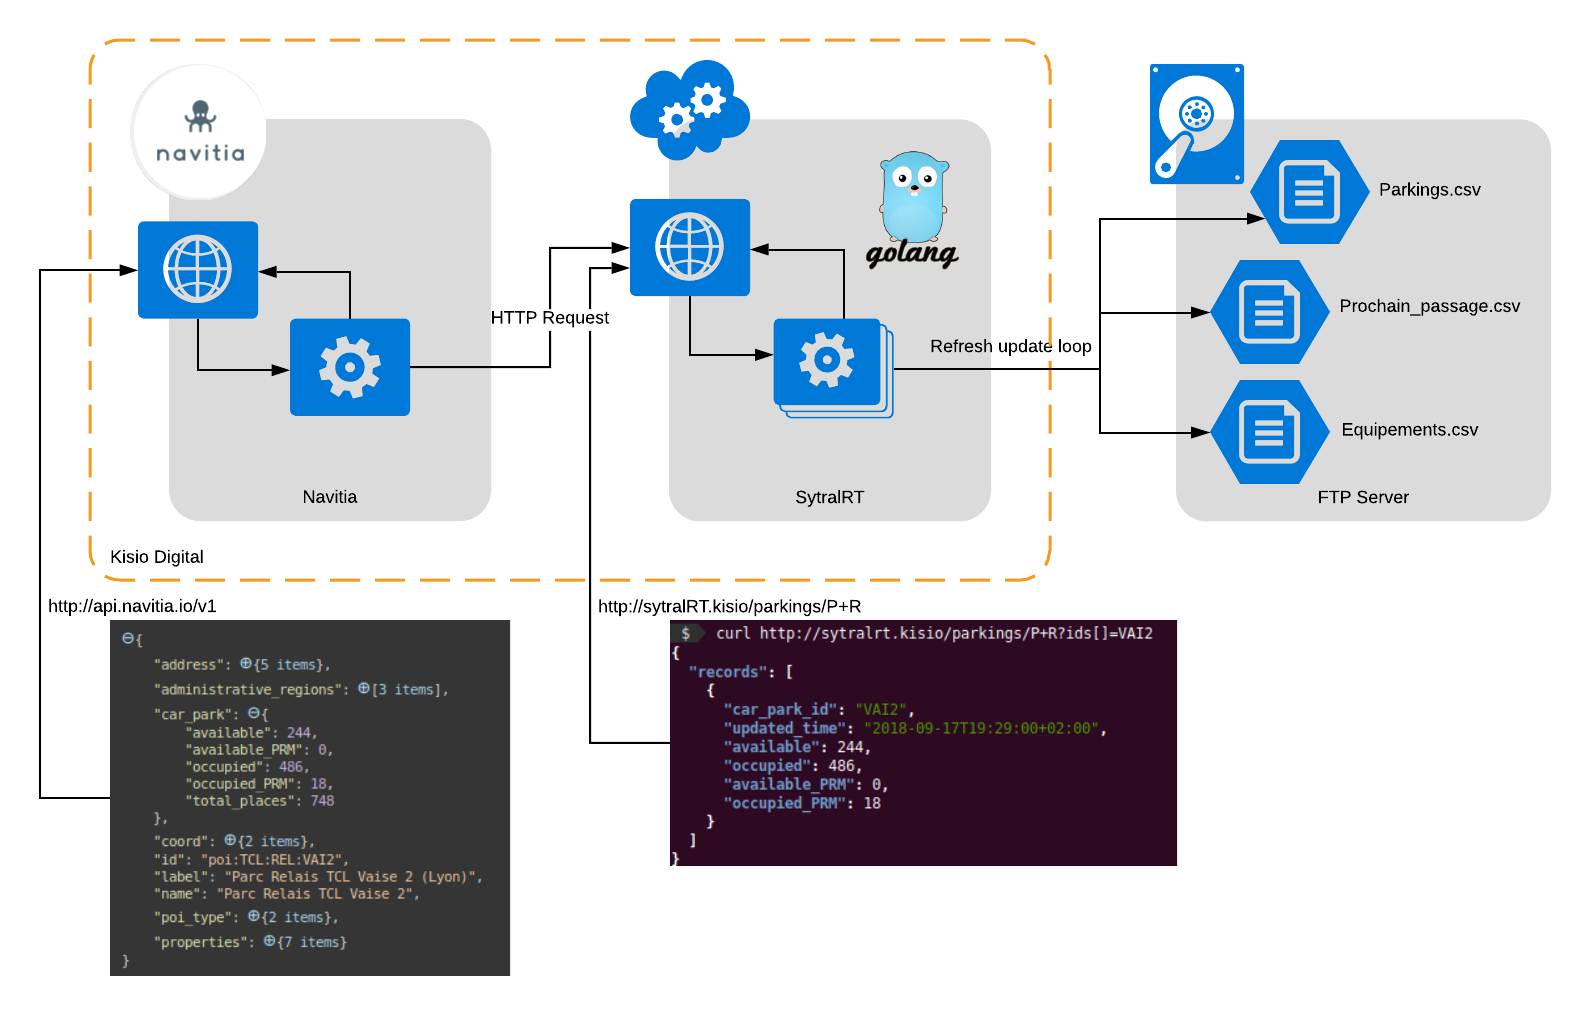 navitia
golang
Parkings.csv
Prochain_passage.csv
HTTP Request
Refresh update loop
Equipements.csv
Navitia
SytralRT
FTP Server
Kisio Digital
http://api.navitia.io/v1
⊖{
"address": ⊕{5 items},
"administrative_regions": ⊕[3 items],
"car_park": ⊖{
"available": 244,
"available_PRM": 0,
"occupied": 486,
"occupied_PRM": 18,
"total_places": 748
},
"coord": ⊕{2 items},
"id": "poi:TCL:REL:VAI2",
"label": "Parc Relais TCL Vaise 2 (Lyon)",
"name": "Parc Relais TCL Vaise 2",
"poi_type": ⊕{2 items},
"properties": ⊕{7 items}
}
http://sytralRT.kisio/parkings/P+R
$ curl http://sytralrt.kisio/parkings/P+R?ids[]=VAI2
{
"records": [
{
"car_park_id": "VAI2",
"updated_time": "2018-09-17T19:29:00+02:00",
"available": 244,
"occupied": 486,
"available_PRM": 0,
"occupied_PRM": 18
}
]
}